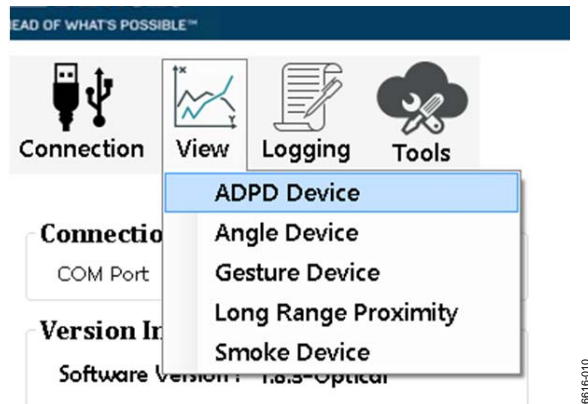 EAD OF WHAT'S POSSIBLE™
Connection View Logging Tools
ADPD Device
Angle Device
Gesture Device
Long Range Proximity
Smoke Device
Connectio
COM Port
Version In
Software Version : 1.8.5-Optical
6616-010